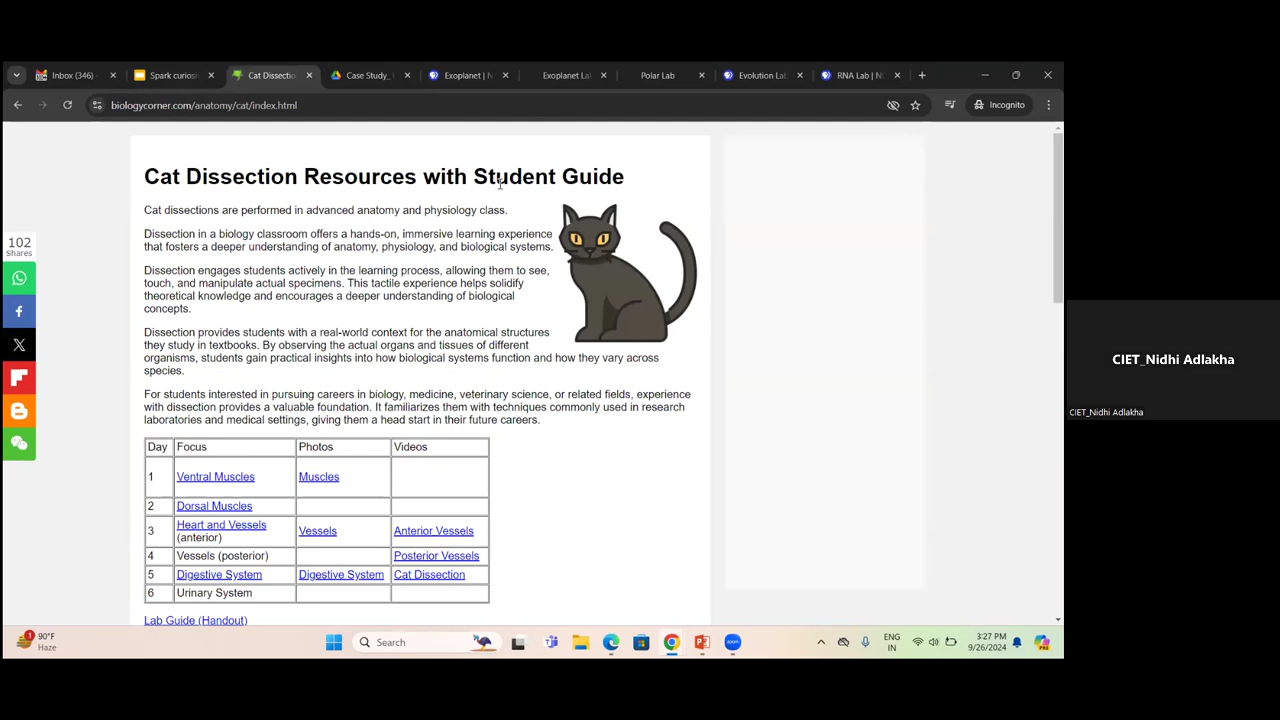 Inbox (346)
Spark curios
Cat Dissectio
Case Study_
Exoplanet | N
Exoplanet La
Polar Lab
Evolution Lab
RNA Lab | NO
biologycorner.com/anatomy/cat/index.html
Incognito
Cat Dissection Resources with Student Guide
Cat dissections are performed in advanced anatomy and physiology class.
Dissection in a biology classroom offers a hands-on, immersive learning experience
that fosters a deeper understanding of anatomy, physiology, and biological systems.
Dissection engages students actively in the learning process, allowing them to see,
touch, and manipulate actual specimens. This tactile experience helps solidify
theoretical knowledge and encourages a deeper understanding of biological
concepts.
Dissection provides students with a real-world context for the anatomical structures
they study in textbooks. By observing the actual organs and tissues of different
organisms, students gain practical insights into how biological systems function and how they vary across
species.
For students interested in pursuing careers in biology, medicine, veterinary science, or related fields, experience
with dissection provides a valuable foundation. It familiarizes them with techniques commonly used in research
laboratories and medical settings, giving them a head start in their future careers.
Day Focus Photos Videos
1 Ventral Muscles Muscles
2 Dorsal Muscles
3 Heart and Vessels (anterior) Vessels Anterior Vessels
4 Vessels (posterior) Posterior Vessels
5 Digestive System Digestive System Cat Dissection
6 Urinary System
Lab Guide (Handout)
102
Shares
CIET_Nidhi Adlakha
CIET_Nidhi Adlakha
1
90°F
Haze
Search
ENG
IN
3:27 PM
9/26/2024